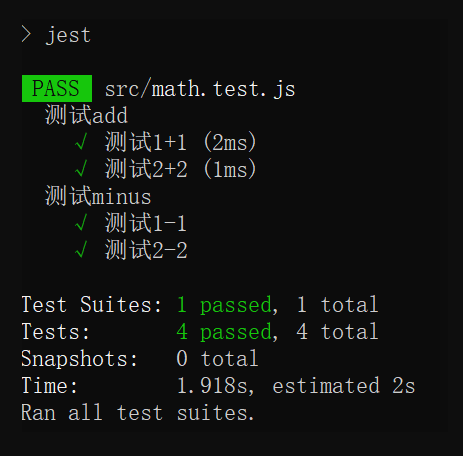 > jest
PASS src/math.test.js
测试add
√ 测试1+1 (2ms)
√ 测试2+2 (1ms)
测试minus
√ 测试1-1
√ 测试2-2
Test Suites: 1 passed, 1 total
Tests: 4 passed, 4 total
Snapshots: 0 total
Time: 1.918s, estimated 2s
Ran all test suites.